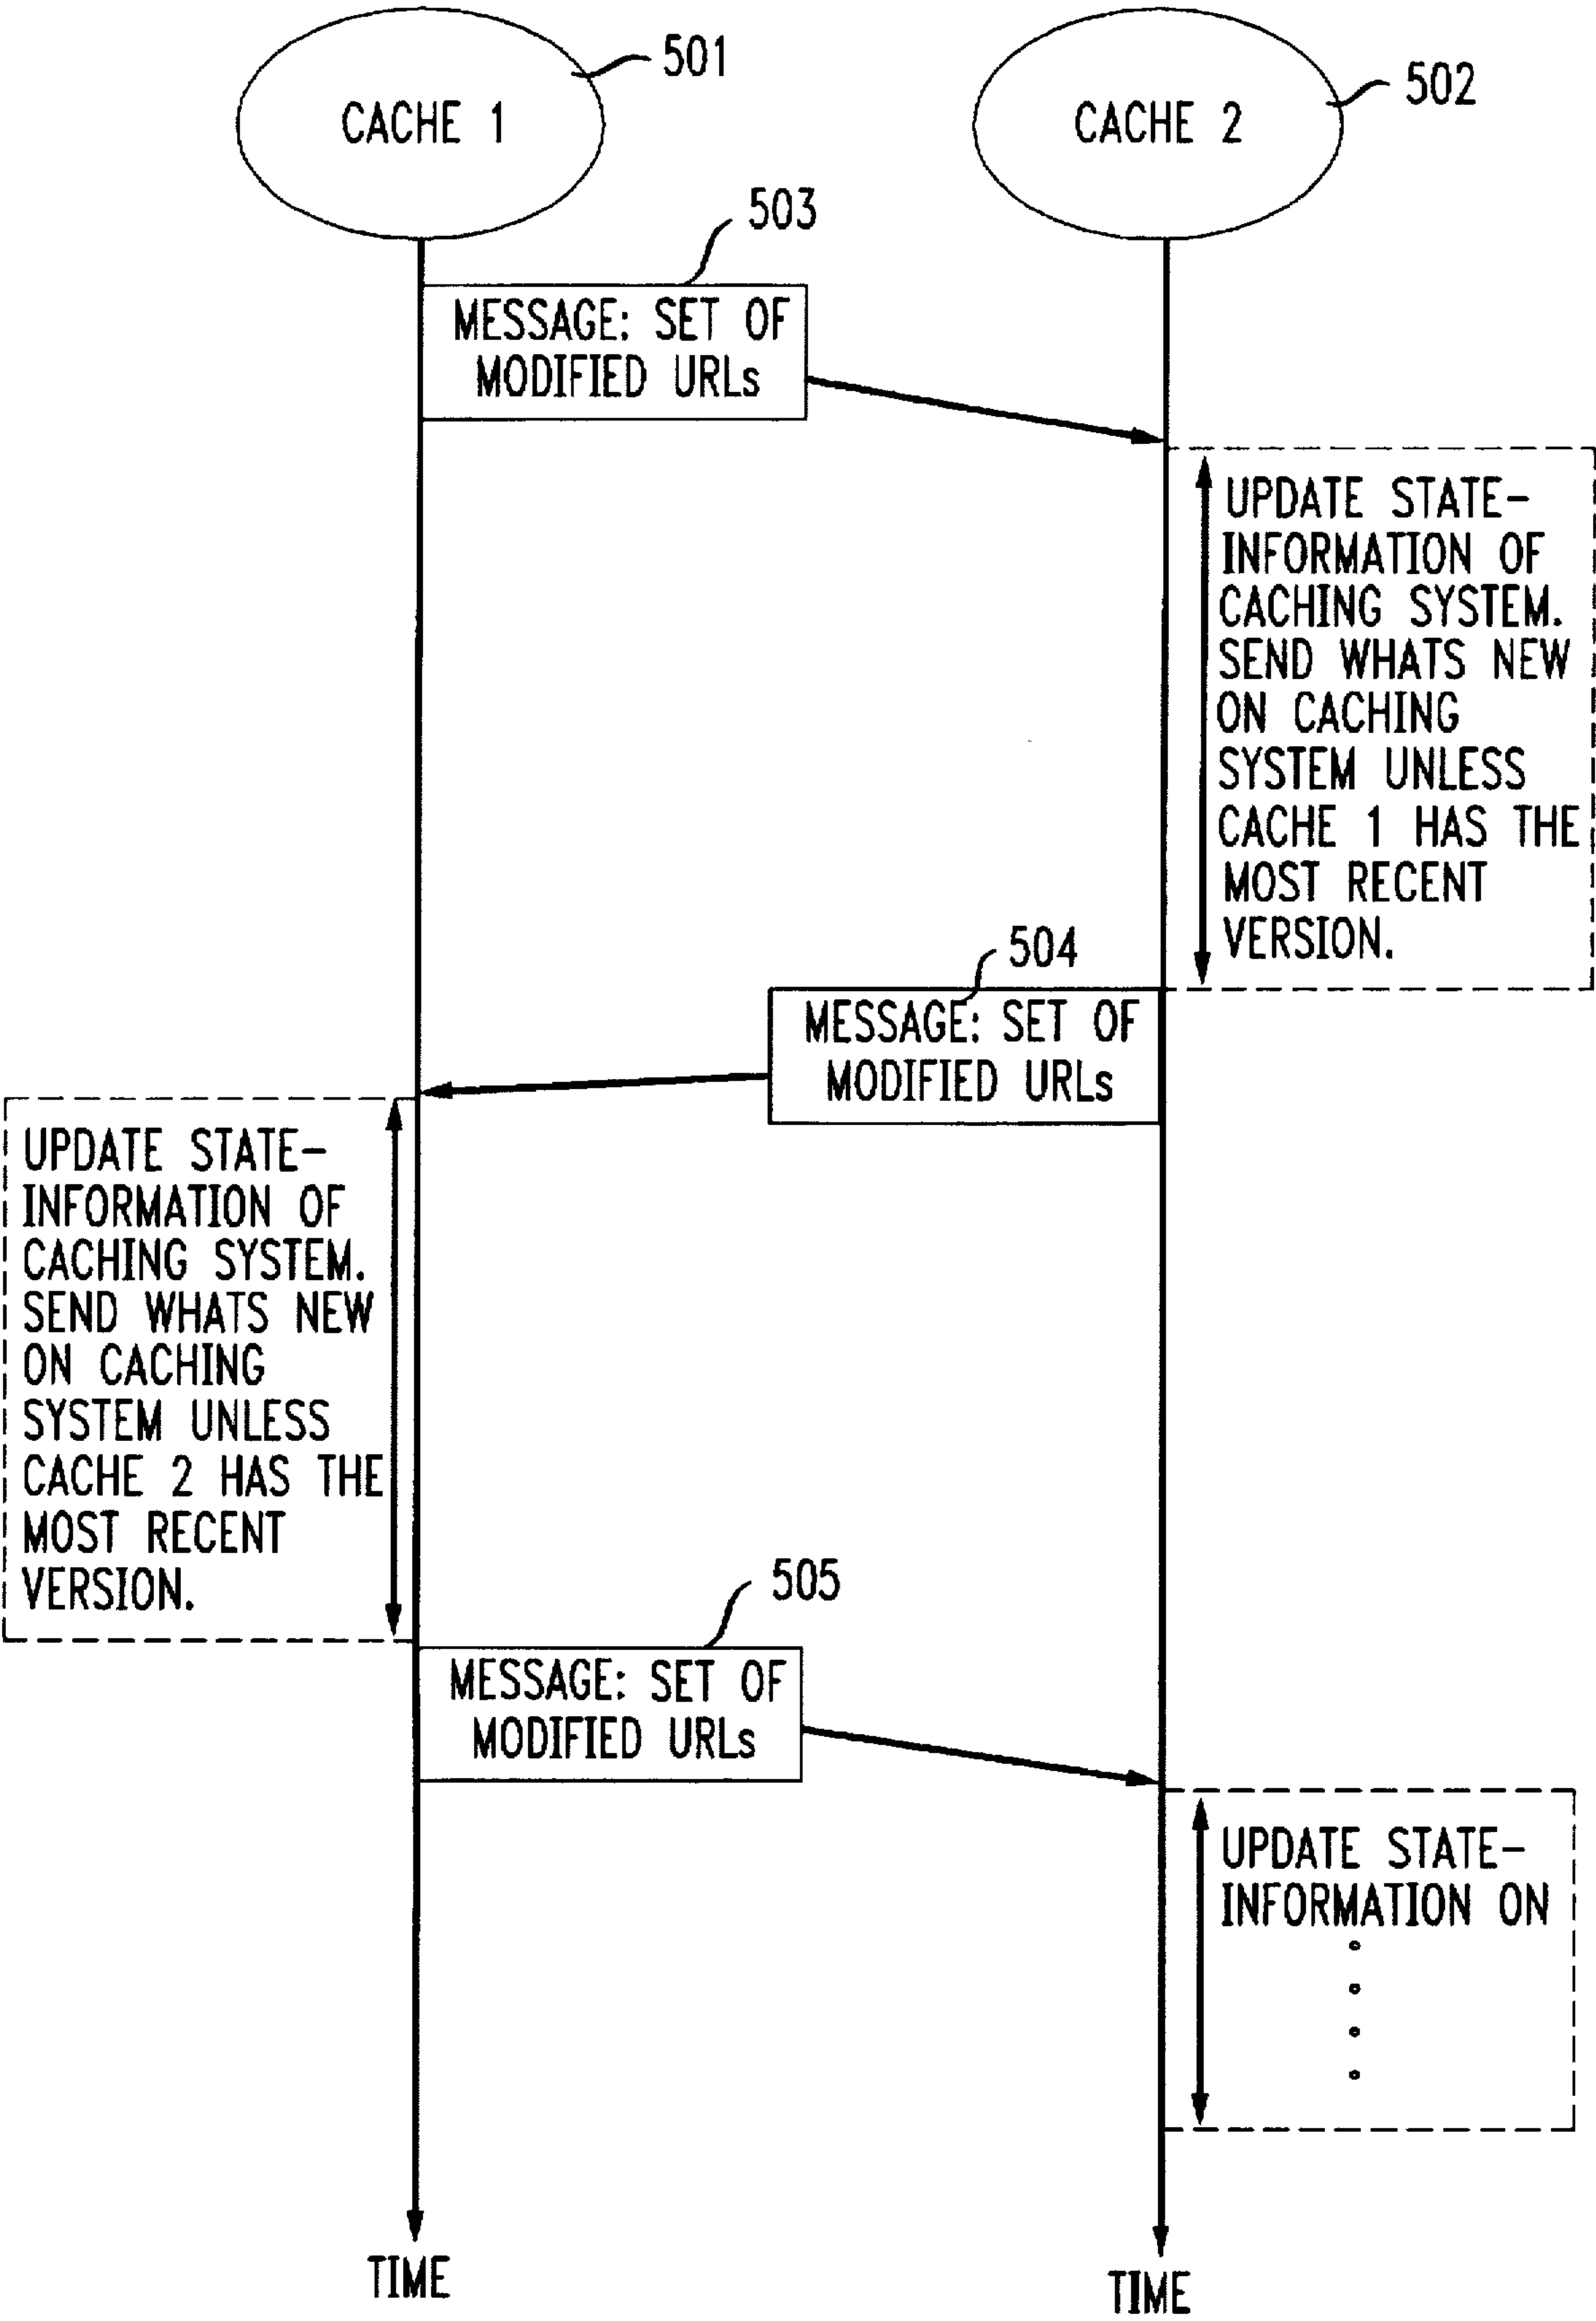 501
CACHE 1
502
CACHE 2
503
MESSAGE: SET OF
MODIFIED URLs
UPDATE STATE-
INFORMATION OF
CACHING SYSTEM.
SEND WHATS NEW
ON CACHING
SYSTEM UNLESS
CACHE 1 HAS THE
MOST RECENT
VERSION.
504
MESSAGE: SET OF
MODIFIED URLs
UPDATE STATE-
INFORMATION OF
CACHING SYSTEM.
SEND WHATS NEW
ON CACHING
SYSTEM UNLESS
CACHE 2 HAS THE
MOST RECENT
VERSION.
505
MESSAGE: SET OF
MODIFIED URLs
UPDATE STATE-
INFORMATION ON
TIME
TIME